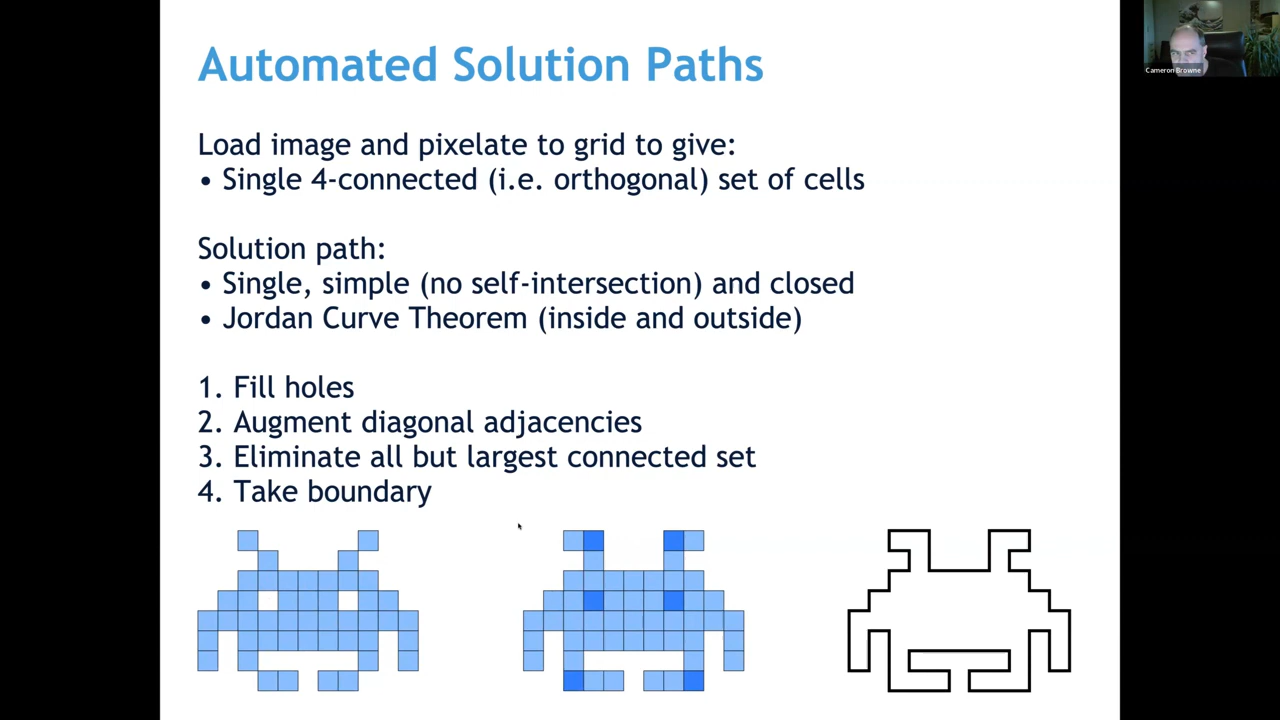 Automated Solution Paths
Cameron Browne
Load image and pixelate to grid to give:
• Single 4-connected (i.e. orthogonal) set of cells
Solution path:
• Single, simple (no self-intersection) and closed
• Jordan Curve Theorem (inside and outside)
1. Fill holes
2. Augment diagonal adjacencies
3. Eliminate all but largest connected set
4. Take boundary